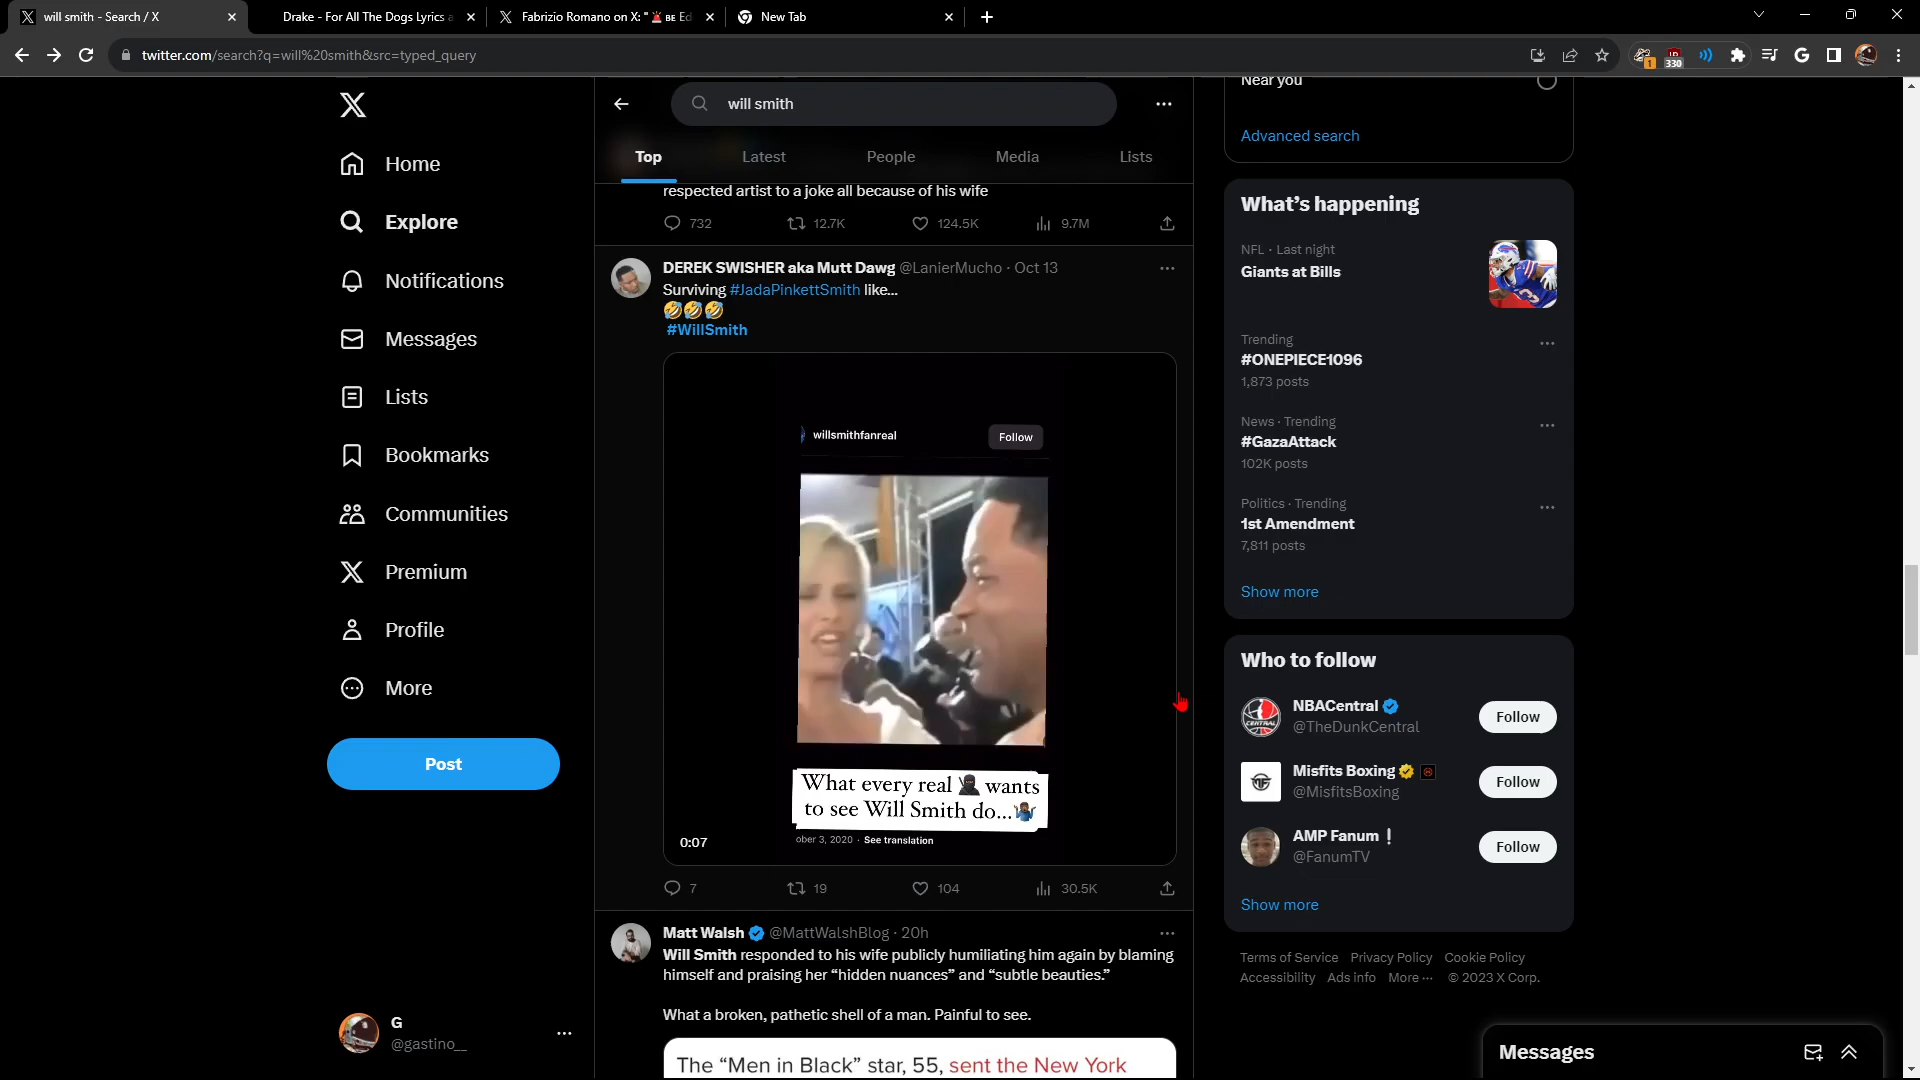 will smith - Search / X
Drake - For All The Dogs Lyrics a
Fabrizio Romano on X: "🚨 BE Ed
New Tab
twitter.com/search?q=will%20smith&src=typed_query
1
330
Home
Explore
Notifications
Messages
Lists
Bookmarks
Communities
Premium
Profile
More
Post
G
@gastino__
will smith
Top
Latest
People
Media
Lists
respected artist to a joke all because of his wife
732
12.7K
124.5K
9.7M
DEREK SWISHER aka Mutt Dawg @LanierMucho · Oct 13
Surviving #JadaPinkettSmith like...
🤣🤣🤣
#WillSmith
willsmithfanreal
Follow
What every real 🥷🏿 wants
to see Will Smith do...🤷🏾‍♂️
ober 3, 2020 · See translation
0:07
7
19
104
30.5K
Matt Walsh @MattWalshBlog · 20h
Will Smith responded to his wife publicly humiliating him again by blaming
himself and praising her “hidden nuances” and “subtle beauties.”
What a broken, pathetic shell of a man. Painful to see.
The “Men in Black” star, 55, sent the New York
Near you
Advanced search
What’s happening
NFL · Last night
Giants at Bills
Trending
#ONEPIECE1096
1,873 posts
News · Trending
#GazaAttack
102K posts
Politics · Trending
1st Amendment
7,811 posts
Show more
Who to follow
NBACentral
@TheDunkCentral
Follow
Misfits Boxing
@MisfitsBoxing
Follow
AMP Fanum❗
@FanumTV
Follow
Show more
Terms of Service Privacy Policy Cookie Policy
Accessibility Ads info More ··· © 2023 X Corp.
Messages